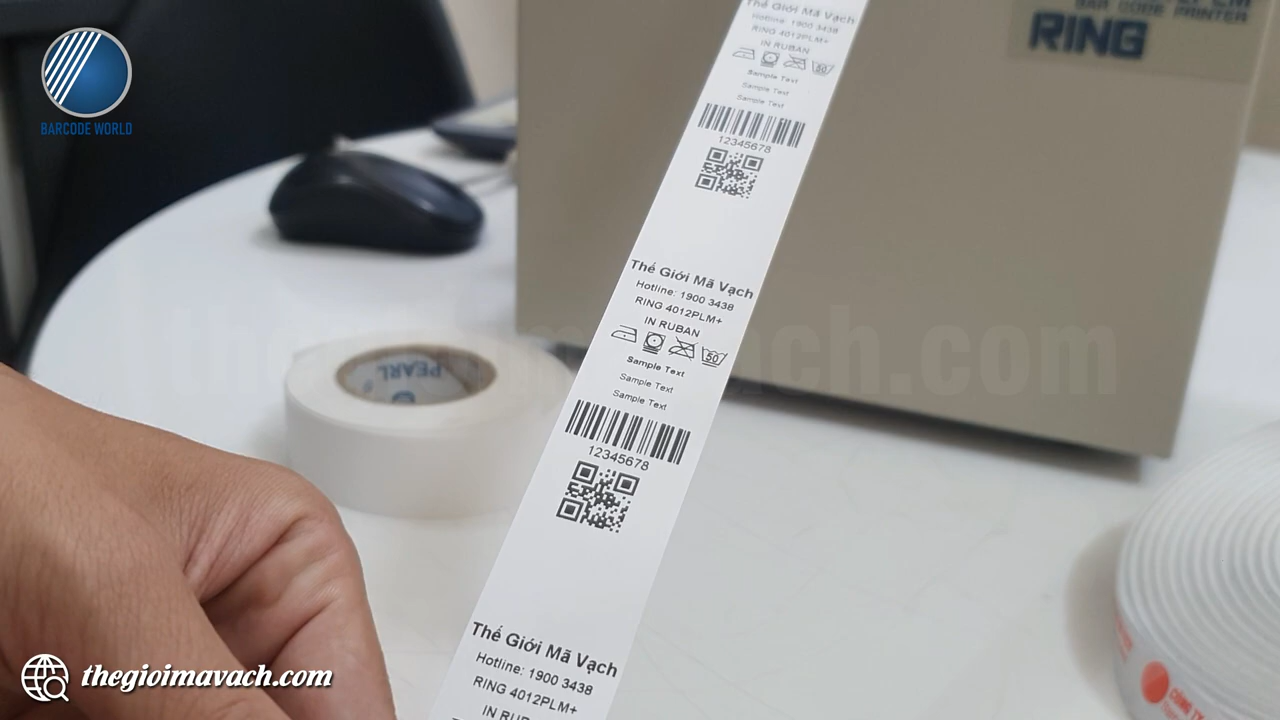 BARCODE WORLD
BAR CODE PRINTER
RING
Thế Giới Mã Vạch
Hotline: 1900 3438
RING 4012PLM+
IN RUBAN
50
Sample Text
Sample Text
Sample Text
12345678
Thế Giới Mã Vạch
Hotline: 1900 3438
RING 4012PLM+
IN RUBAN
50
Sample Text
Sample Text
Sample Text
12345678
Thế Giới Mã Vạch
Hotline: 1900 3438
RING 4012PLM+
PEARL
thegioimavach.com